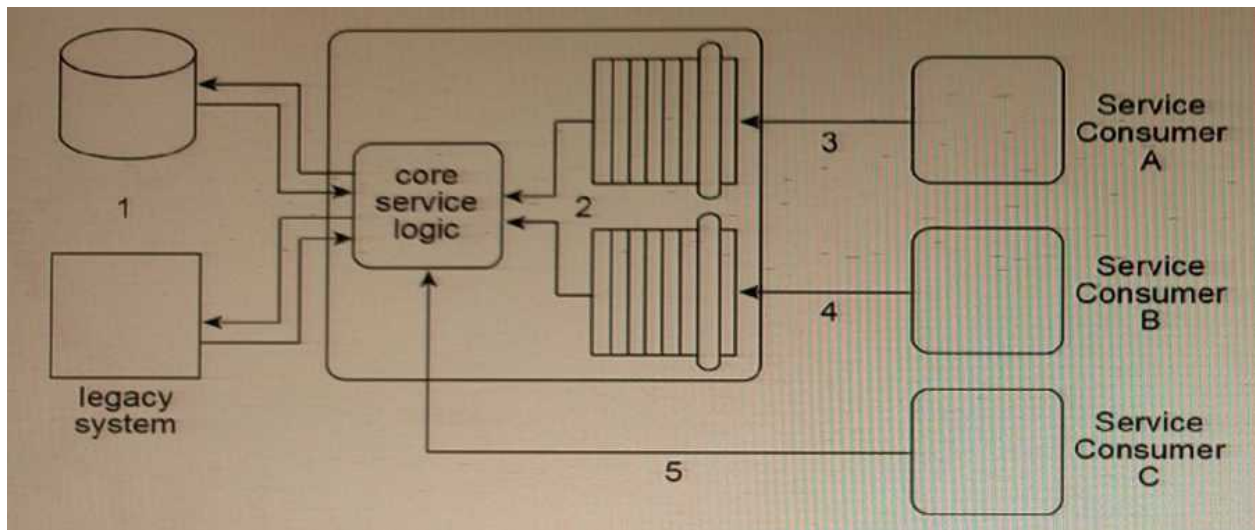 1
legacy
system
core
service
logic
2
3
4
5
Service
Consumer
A
Service
Consumer
B
Service
Consumer
C